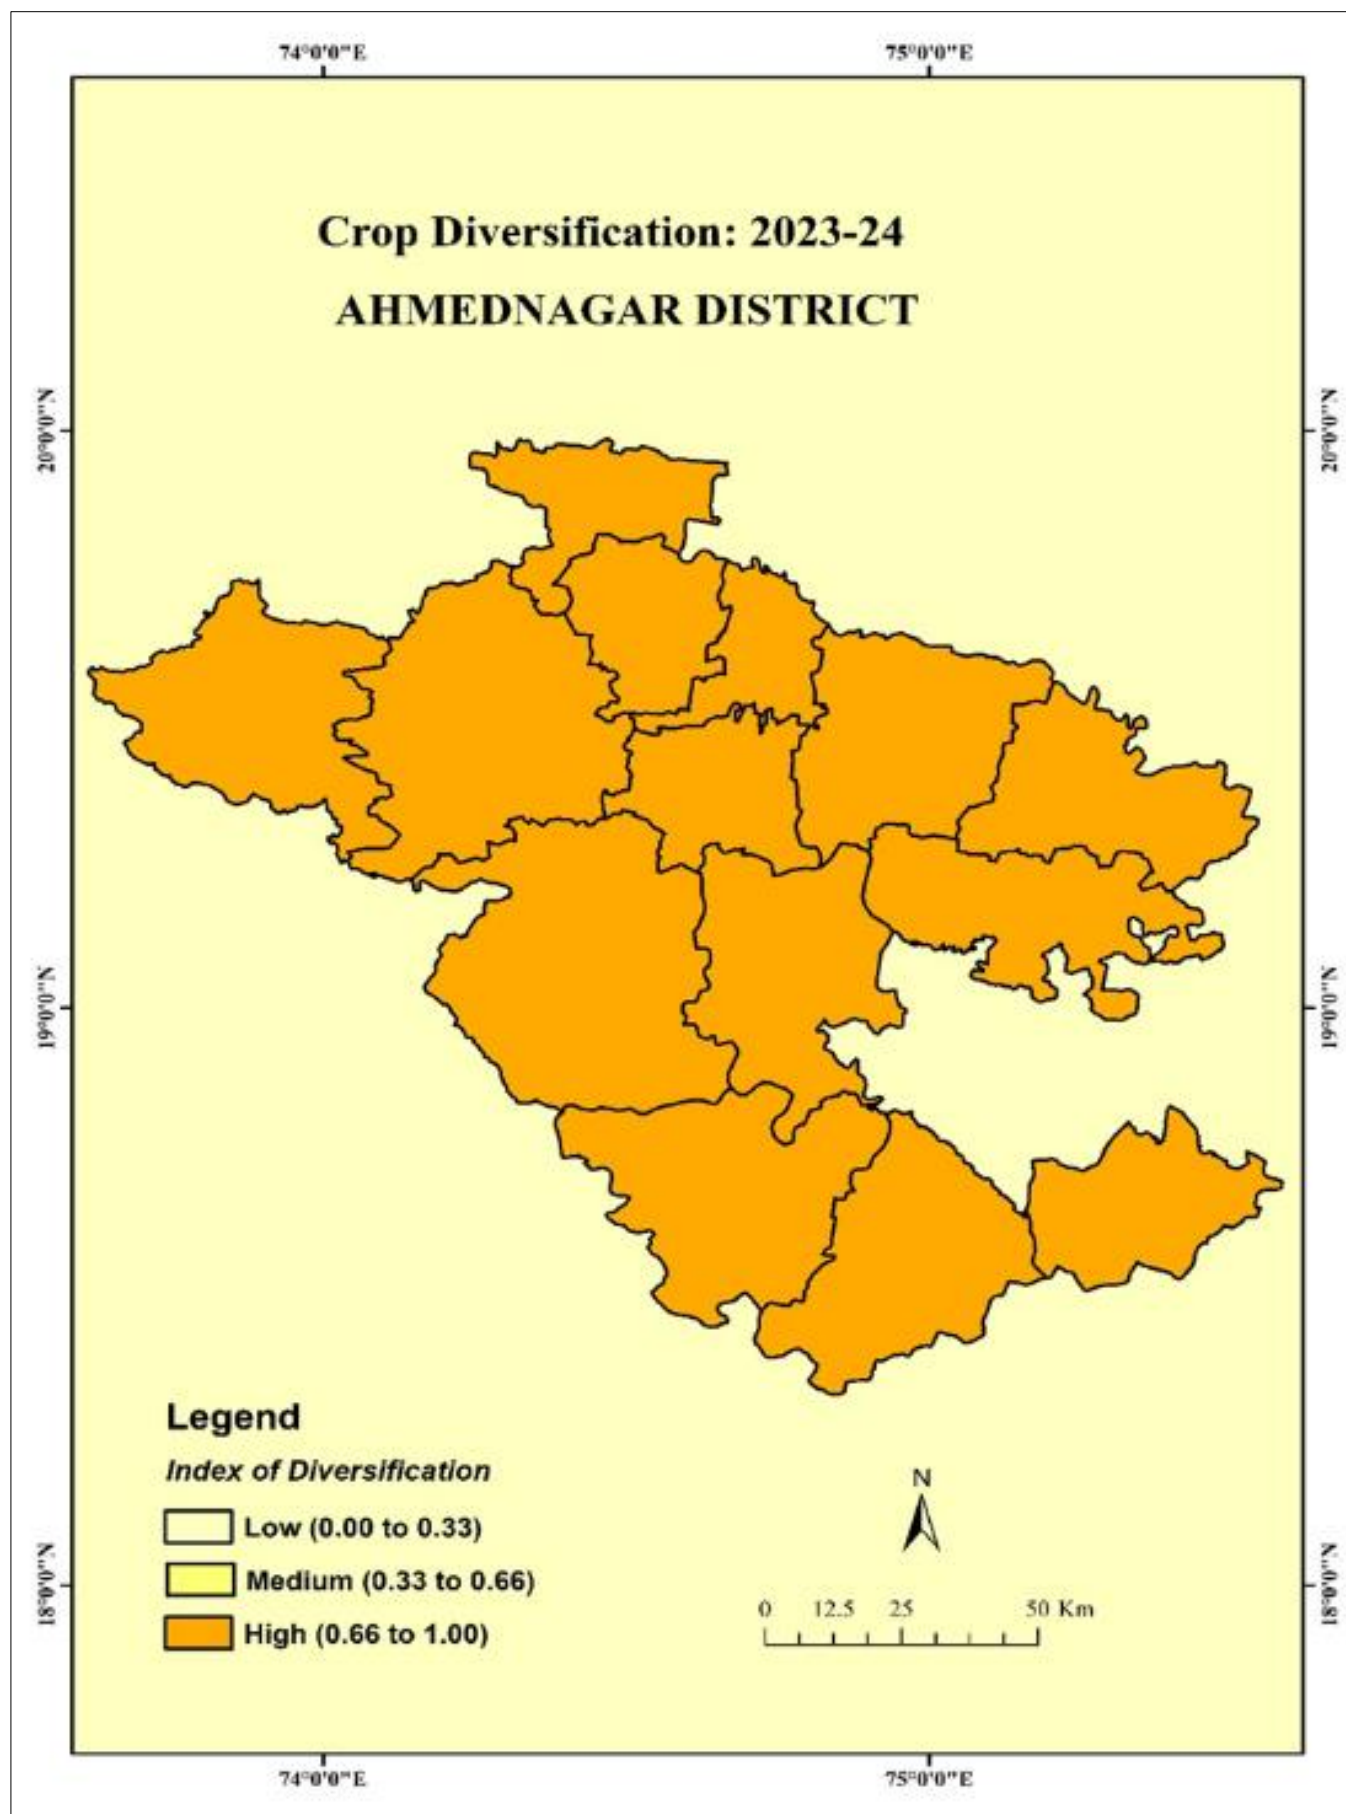 74°0'0"E 75°0'0"E
Crop Diversification: 2023-24
AHMEDNAGAR DISTRICT
20°0'0"N 20°0'0"N
19°0'0"N 19°0'0"N
Legend
Index of Diversification
Low (0.00 to 0.33)
Medium (0.33 to 0.66)
High (0.66 to 1.00)
N
0 12.5 25 50 Km
18°0'0"N 18°0'0"N
74°0'0"E 75°0'0"E